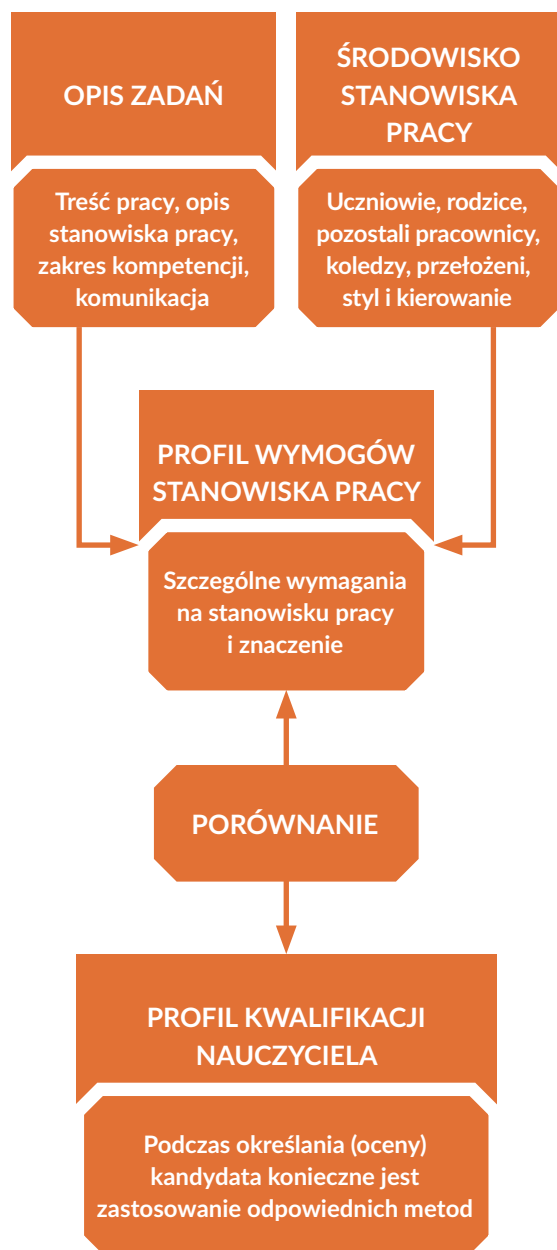 OPIS ZADAŃ
Treść pracy, opis
stanowiska pracy,
zakres kompetencji,
komunikacja
ŚRODOWISKO
STANOWISKA
PRACY
Uczniowie, rodzice,
pozostali pracownicy,
koledzy, przełożeni,
styl i kierowanie
PROFIL WYMOGÓW
STANOWISKA PRACY
Szczególne wymagania
na stanowisku pracy
i znaczenie
PORÓWNANIE
PROFIL KWALIFIKACJI
NAUCZYCIELA
Podczas określania (oceny)
kandydata konieczne jest
zastosowanie odpowiednich metod